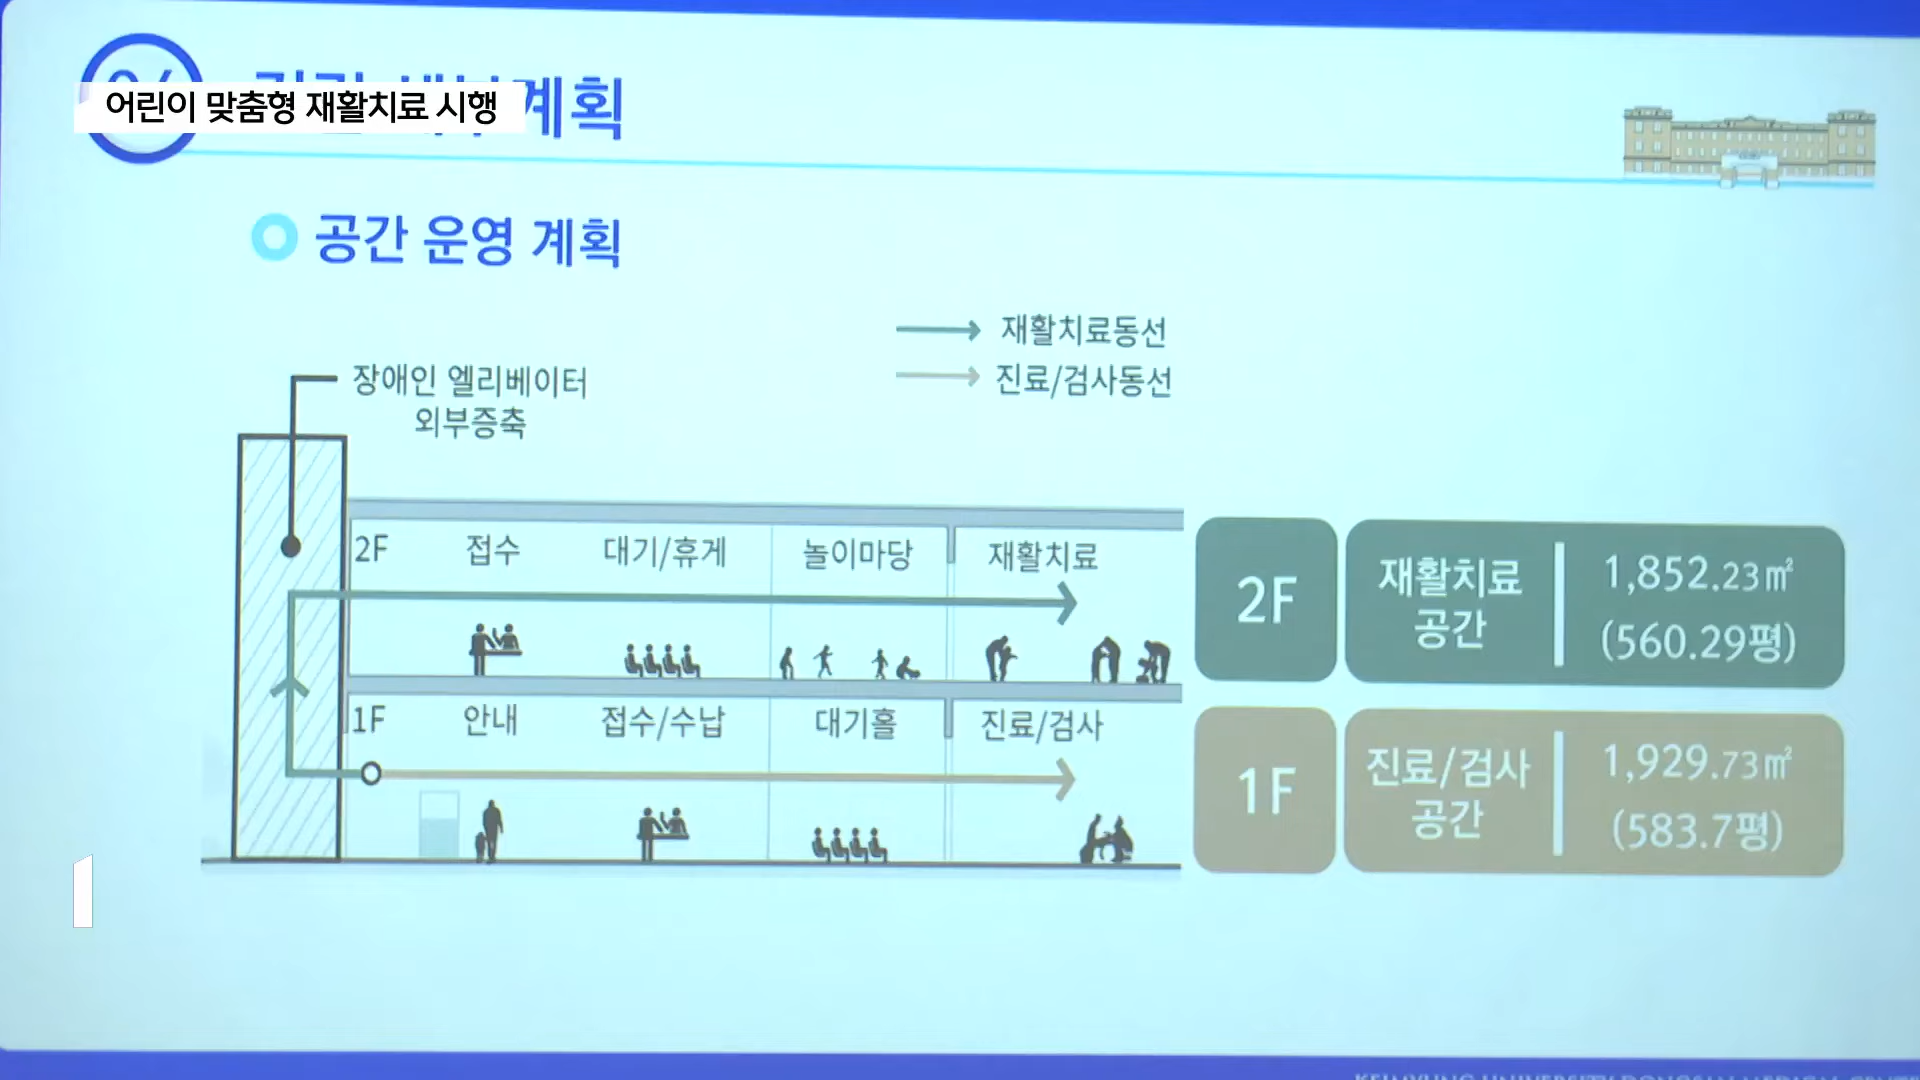 어린이 맞춤형 재활치료 시행
계획
공간 운영 계획
재활치료동선
진료/검사동선
장애인 엘리베이터
외부증축
2F 접수 대기/휴게 놀이마당 재활치료
1F 안내 접수/수납 대기홀 진료/검사
2F
재활치료
공간
1,852.23㎡
(560.29평)
1F
진료/검사
공간
1,929.73㎡
(583.7평)